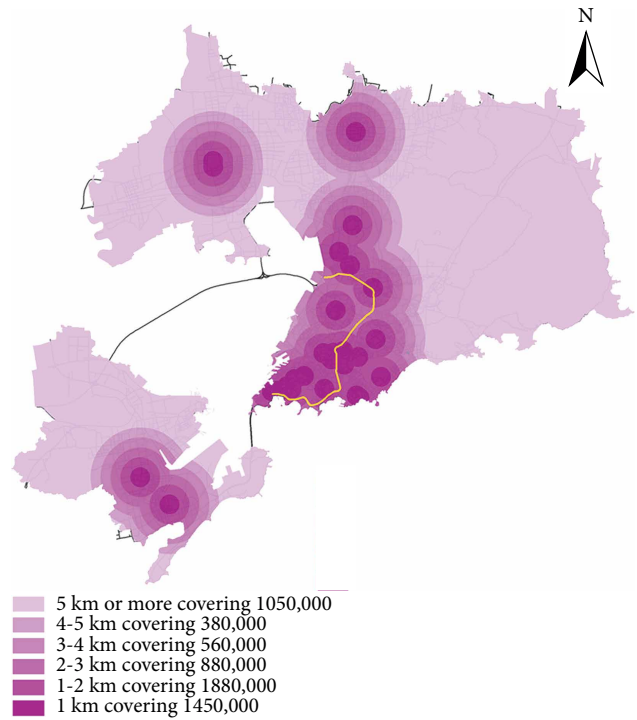 N
5 km or more covering 1050,000
4-5 km covering 380,000
3-4 km covering 560,000
2-3 km covering 880,000
1-2 km covering 1880,000
1 km covering 1450,000